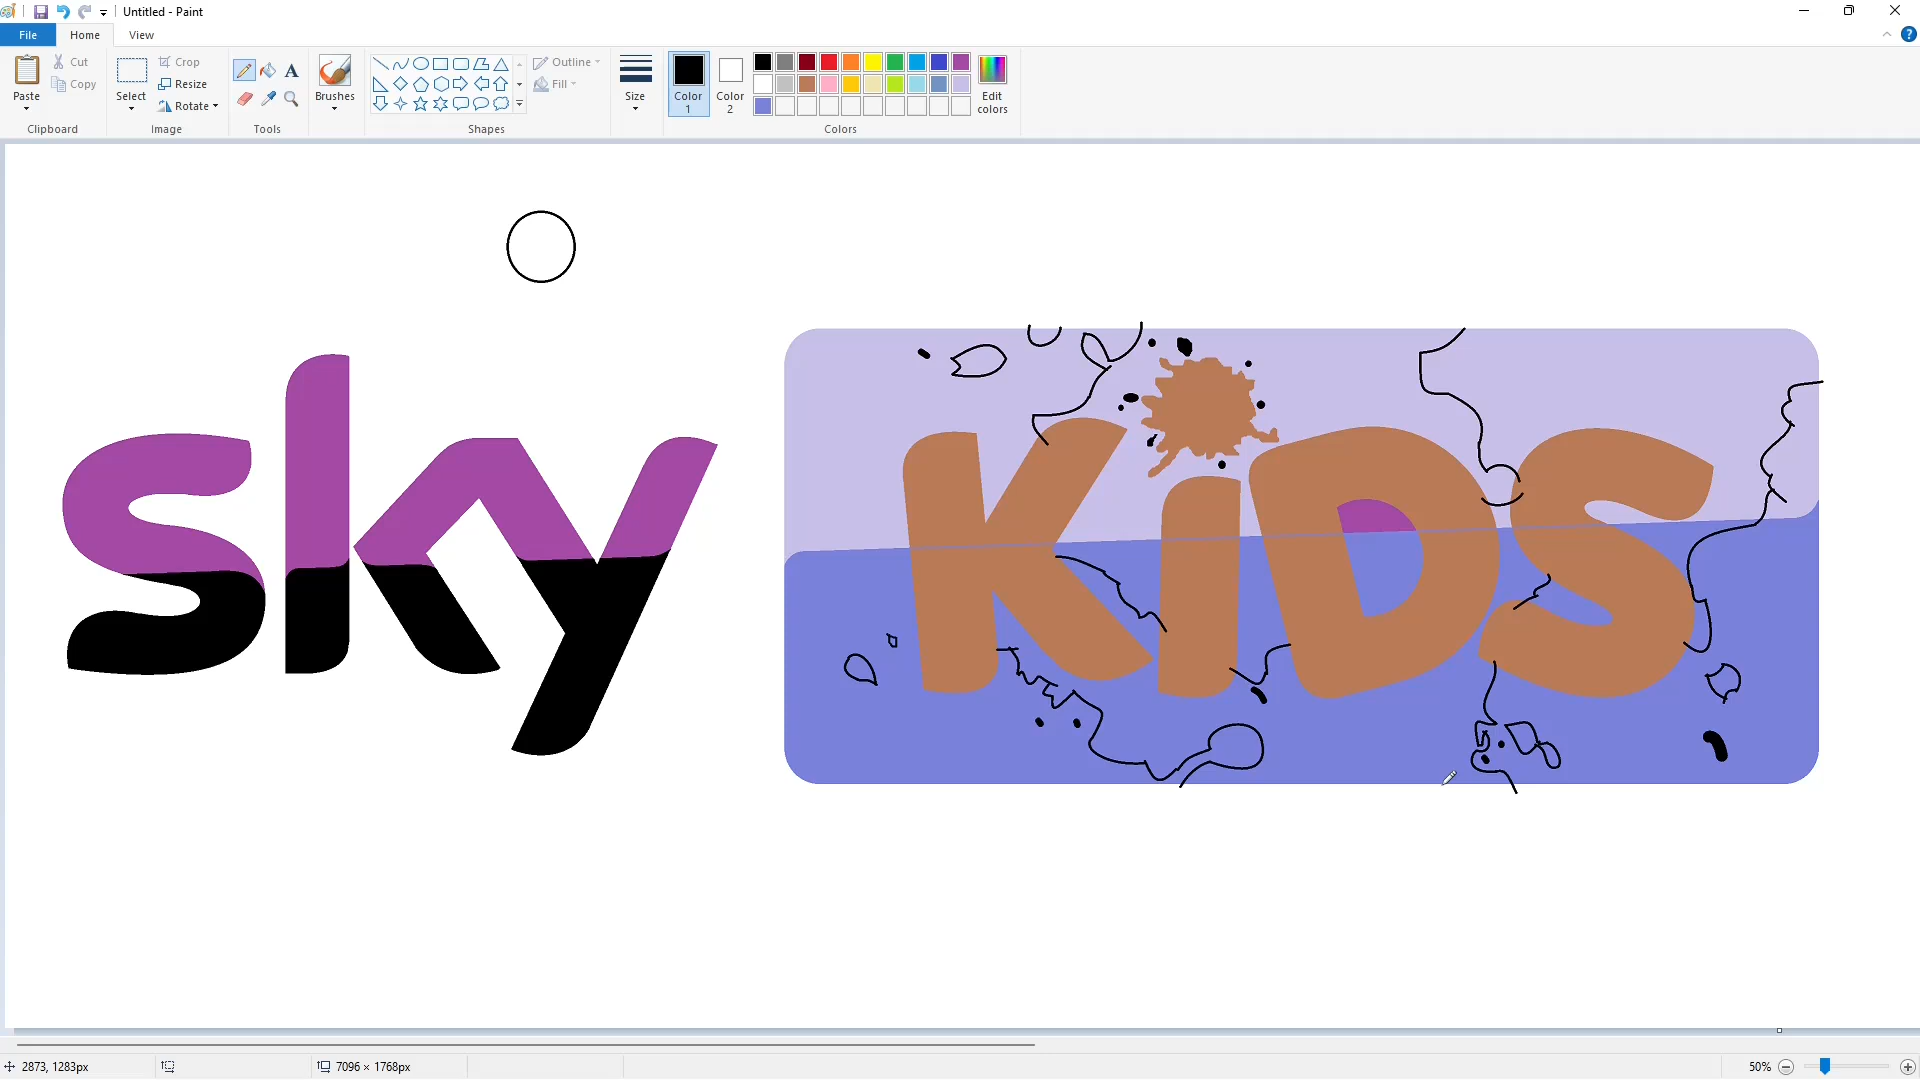 Untitled - Paint
File Home View
Paste
Cut
Copy
Clipboard
Select
Crop
Resize
Rotate
Image
Tools
Brushes
Shapes
Outline
Fill
Size
Color 1
Color 2
Colors
Edit colors
sky KiDS
2873, 1283px
7096 × 1768px
50%